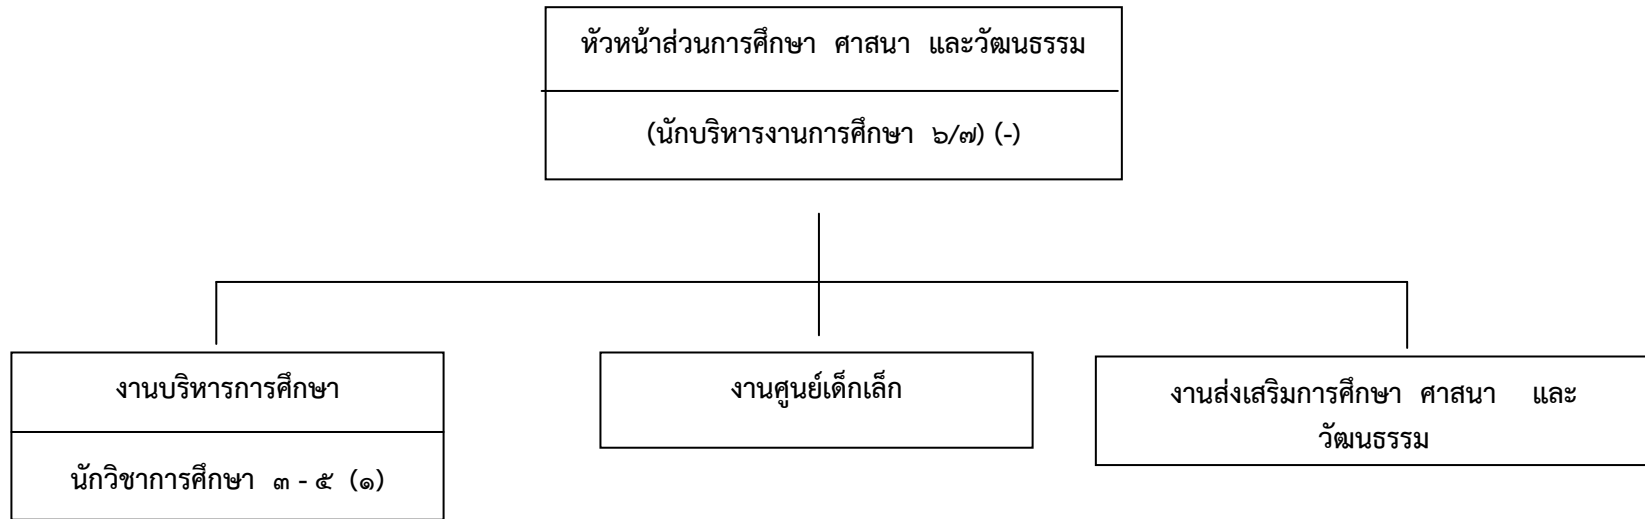 หัวหน้าส่วนการศึกษา ศาสนา และวัฒนธรรม
(นักบริหารงานการศึกษา ๖/๗) (-)
งานบริหารการศึกษา
นักวิชาการศึกษา ๓ - ๕ (๑)
งานศูนย์เด็กเล็ก
งานส่งเสริมการศึกษา ศาสนา และ
วัฒนธรรม